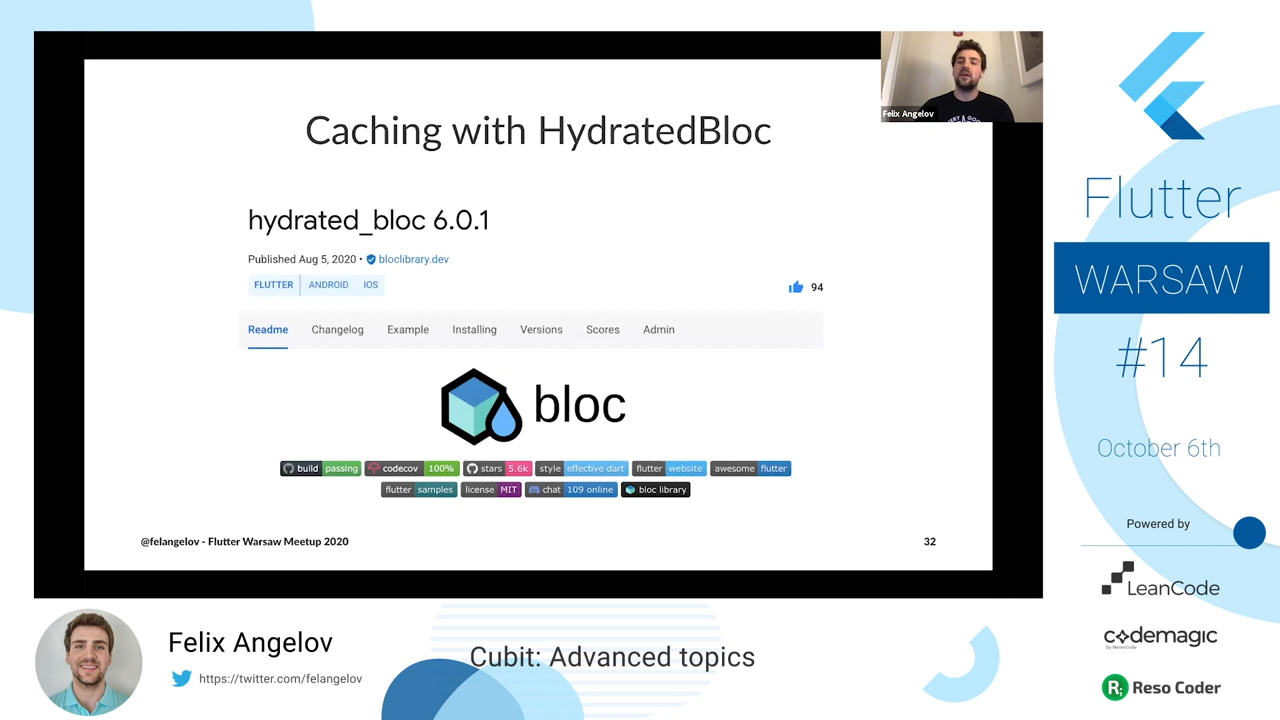 Caching with HydratedBloc
hydrated_bloc 6.0.1
Published Aug 5, 2020 • bloclibrary.dev
FLUTTER ANDROID IOS
94
Readme Changelog Example Installing Versions Scores Admin
bloc
build passing codecov 100% stars 5.6k style effective dart flutter website awesome flutter
flutter samples license MIT chat 109 online bloc library
@felangelov - Flutter Warsaw Meetup 2020
32
Felix Angelov
Flutter
WARSAW
#14
October 6th
Powered by
LeanCode
codemagic
by Nevercode
R;
Reso Coder
Felix Angelov
https://twitter.com/felangelov
Cubit: Advanced topics